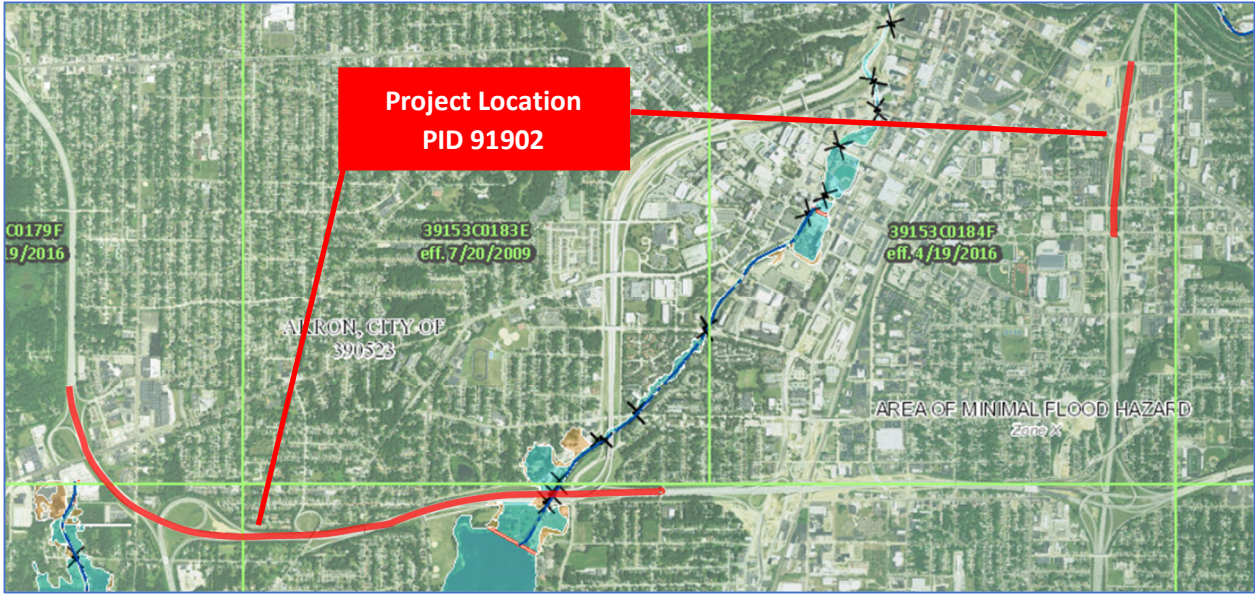 Project Location
PID 91902
C0179F
19/2016
39153C0183E
eff. 7/20/2009
39153C0184F
eff. 4/19/2016
AKRON, CITY OF
390523
AREA OF MINIMAL FLOOD HAZARD
Zone X